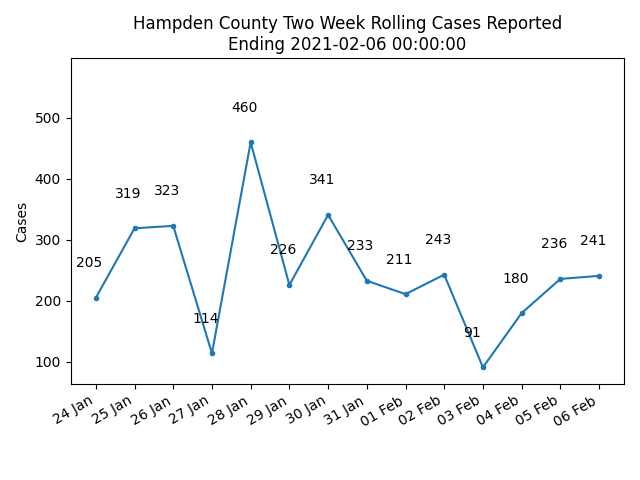 Hampden County Two Week Rolling Cases Reported
Ending 2021-02-06 00:00:00
Cases
500
400
300
200
100
205
319
323
114
460
226
341
233
211
243
91
180
236
241
24 Jan
25 Jan
26 Jan
27 Jan
28 Jan
29 Jan
30 Jan
31 Jan
01 Feb
02 Feb
03 Feb
04 Feb
05 Feb
06 Feb